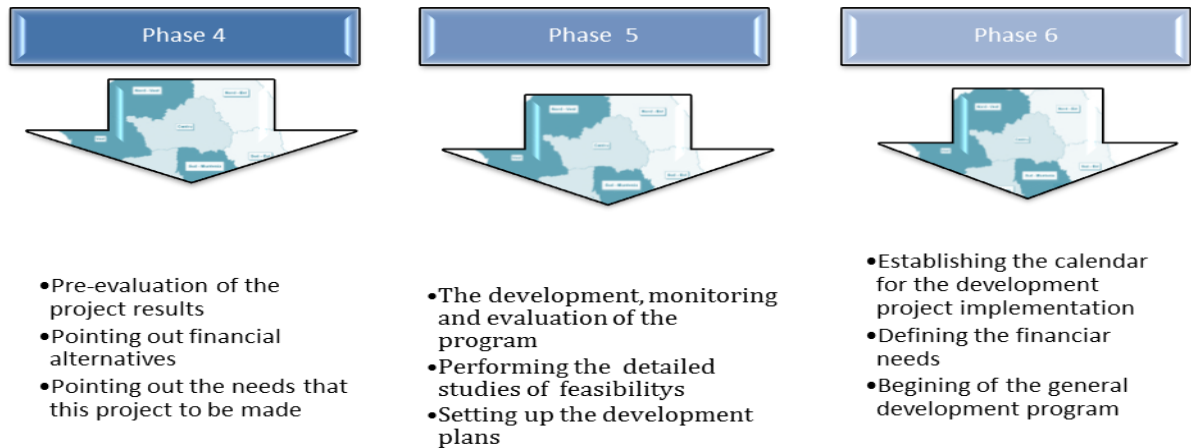 Phase 4
Pre-evaluation of the
project results
Pointing out financial
alternatives
Pointing out the needs that
this project to be made
Phase 5
The development, monitoring
and evaluation of the
program
Performing the detailed
studies of feasibilitys
Setting up the development
plans
Phase 6
Establishing the calendar
for the development
project implementation
Defining the financiar
needs
Begining of the general
development program